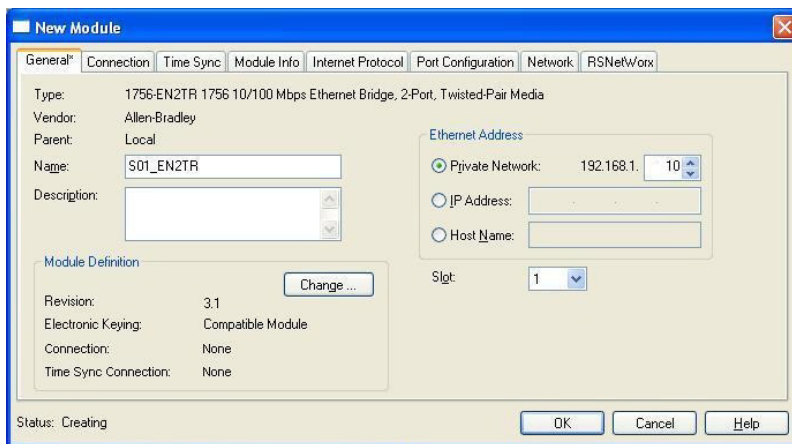 New Module
General* Connection Time Sync Module Info Internet Protocol Port Configuration Network RSNetWorx
Type: 1756-EN2TR 1756 10/100 Mbps Ethernet Bridge, 2-Port, Twisted-Pair Media
Vendor: Allen-Bradley
Parent: Local
Name: S01_EN2TR
Description:
Ethernet Address
Private Network: 192.168.1. 10
IP Address: . . .
Host Name:
Slot: 1
Module Definition
Change ...
Revision: 3.1
Electronic Keying: Compatible Module
Connection: None
Time Sync Connection: None
Status: Creating
OK Cancel Help